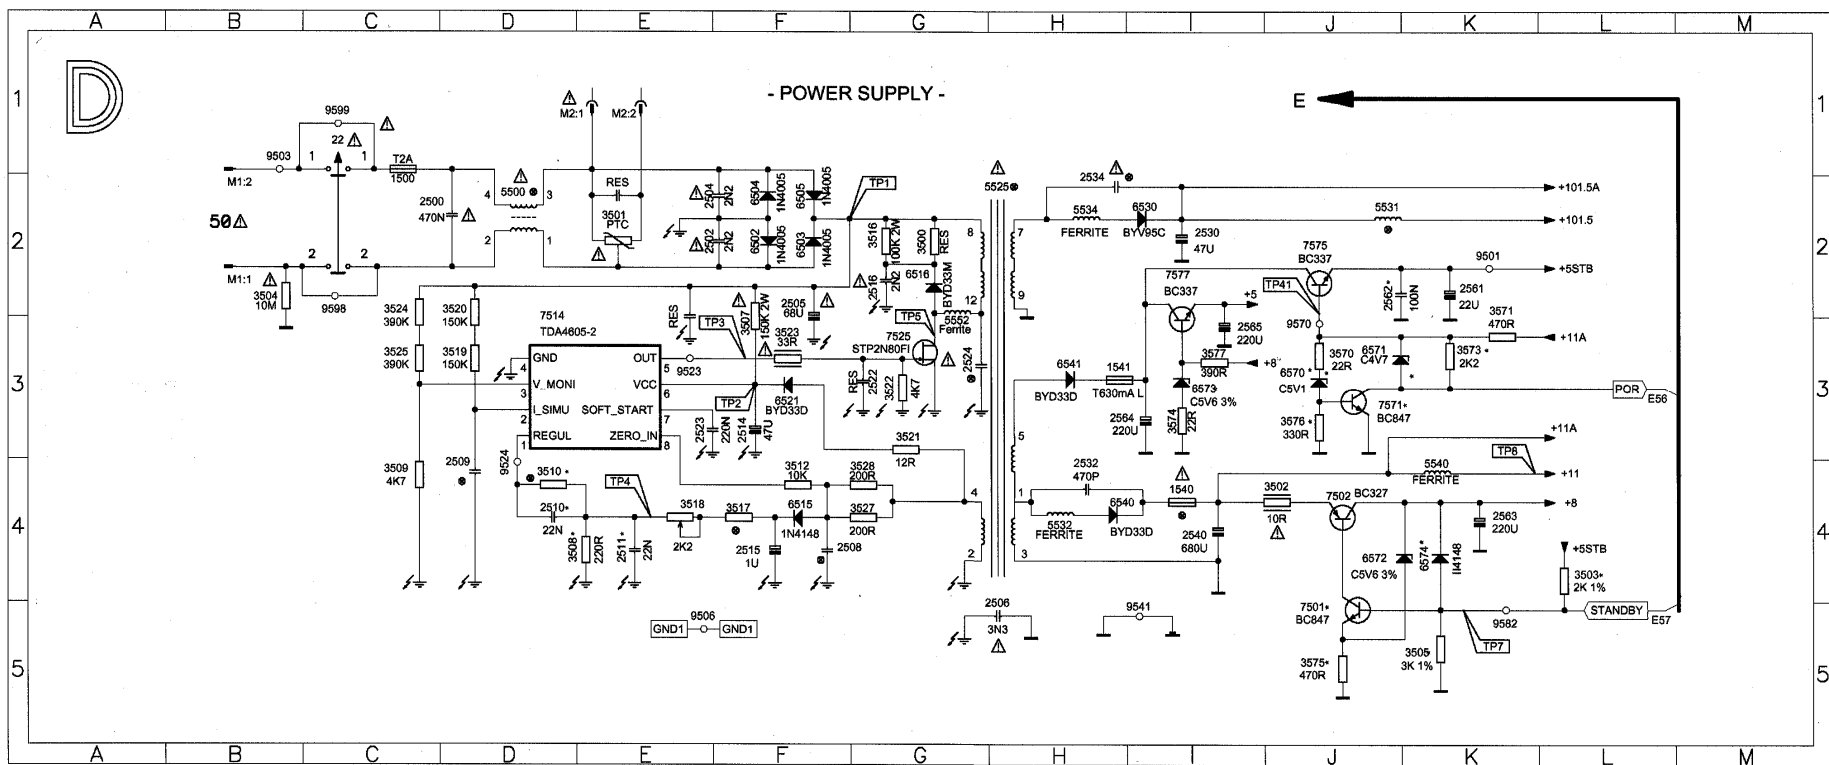 A B C D E F G H J K L M
D
- POWER SUPPLY -
E
1 1
9599
22
1 1
9503
T2A
1500
M1:2
M2:1 M2:2
50
2500
470N
4 5500 3
2 1
RES
3501
PTC
2504
2N2
6504
1N4005
6505
1N4005
TP1
2502
2N2
6502
1N4005
6503
1N4005
3516
100K 2W
3500
RES
2516
2N2
6516
BYD33M
8
12
5552
Ferrite
5525
7
9
2534
5534
FERRITE
6530
BYV95C
2530
47U
5531
+101.5A
+101.5
2 2
2 2
M1:1
3504
10M
9598
3524
390K
3520
150K
7575
BC337
9501
+5STB
7577
BC337
+5
TP41
2562*
100N
2561
22U
3571
470R
7514
TDA4605-2
RES
TP3
3507
150K 2W
2505
68U
3523
33R
TP5
7525
STP2N80FI
2524
2565
220U
9570
+11A
3525
390K
3519
150K
4 GND OUT 5
9523
3 V_MONI VCC 6
2 I_SIMU SOFT_START 7
1 REGUL ZERO_IN 8
TP2
6521
BYD33D
RES
2522
3522
4K7
6541
BYD33D
1541
T630mA L
3577
390R
+8
6573*
C5V6 3%
3570
22R
6570*
C5V1
6571
C4V7
*
3573*
2K2
3 3
POR
E56
2523
220N
2514
47U
2564
220U
3574
22R
3576*
330R
7571*
BC847
3521
12R
5
+11A
TP8
3509
4K7
2509
9524
3510*
TP4
3512
10K
3528
200R
4
2532
470P
5540
FERRITE
+11
2510*
22N
3518
2K2
3517
6515
1N4148
3527
200R
1
5532
FERRITE
6540
BYD33D
1540
3502
10R
7502
BC327
+8
4 4
3508*
220R
2511*
22N
2515
1U
2508
2
3
2540
680U
2563
220U
6572
C5V6 3%
6574*
ll4148
+5STB
3503*
2K 1%
9506
GND1 GND1
2506
3N3
9541
7501*
BC847
9582
STANDBY
E57
TP7
5 5
3575*
470R
3505*
3K 1%
A B C D E F G H J K L M